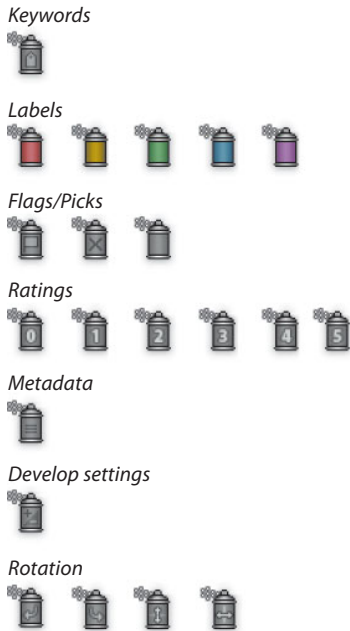 Keywords
Labels
Flags/Picks
Ratings
0 1 2 3 4 5
Metadata
Develop settings
Rotation